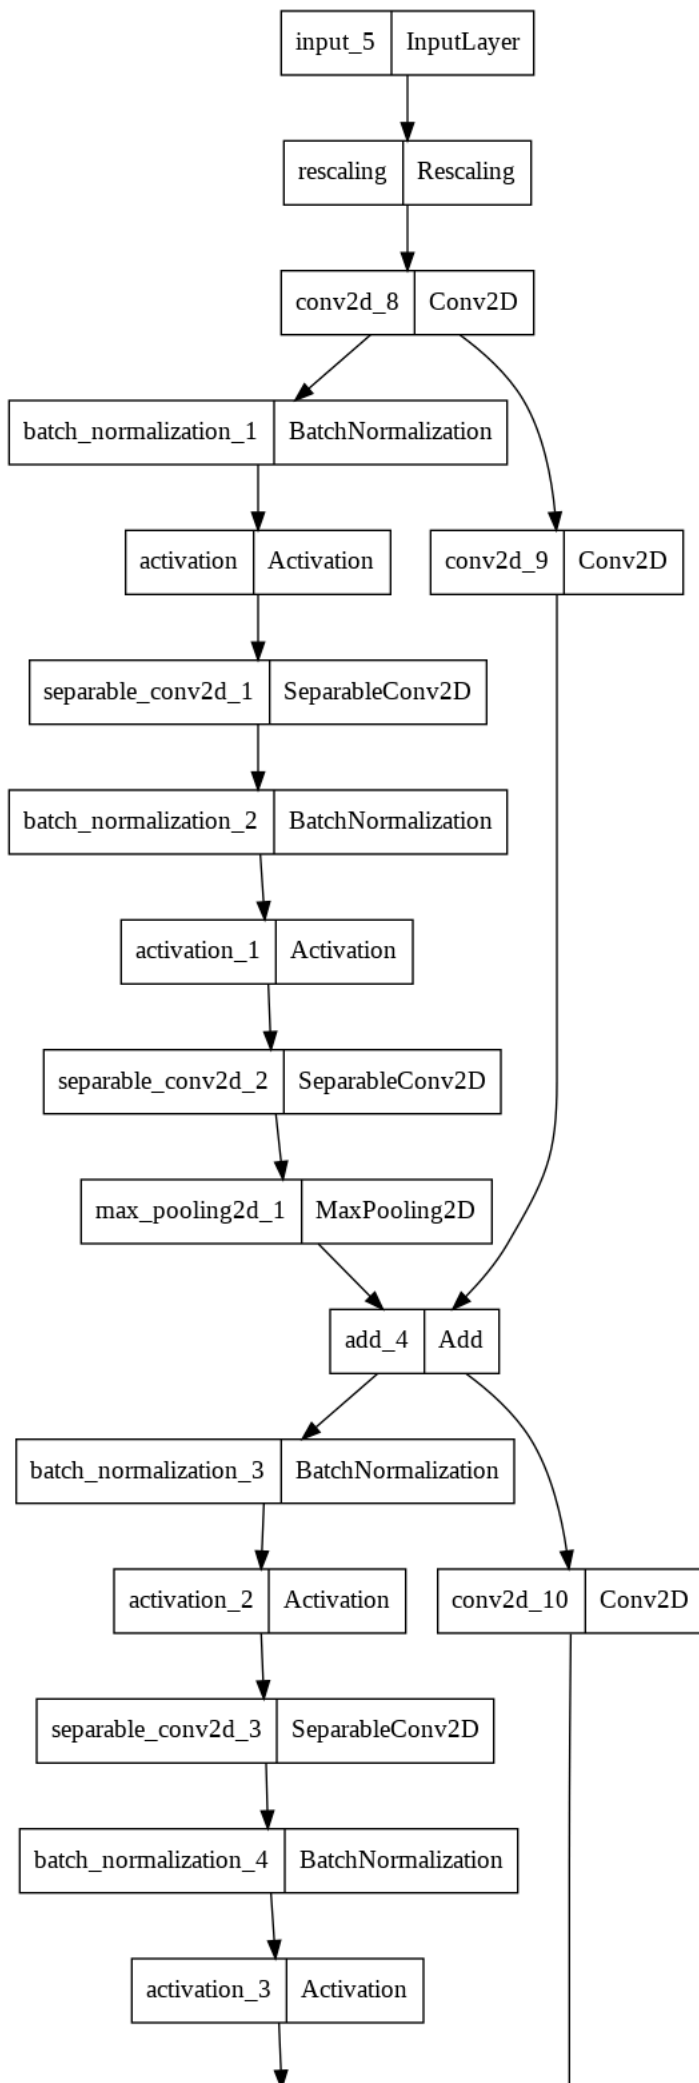 input_5 InputLayer
rescaling Rescaling
conv2d_8 Conv2D
batch_normalization_1 BatchNormalization
activation Activation
conv2d_9 Conv2D
separable_conv2d_1 SeparableConv2D
batch_normalization_2 BatchNormalization
activation_1 Activation
separable_conv2d_2 SeparableConv2D
max_pooling2d_1 MaxPooling2D
add_4 Add
batch_normalization_3 BatchNormalization
activation_2 Activation
conv2d_10 Conv2D
separable_conv2d_3 SeparableConv2D
batch_normalization_4 BatchNormalization
activation_3 Activation